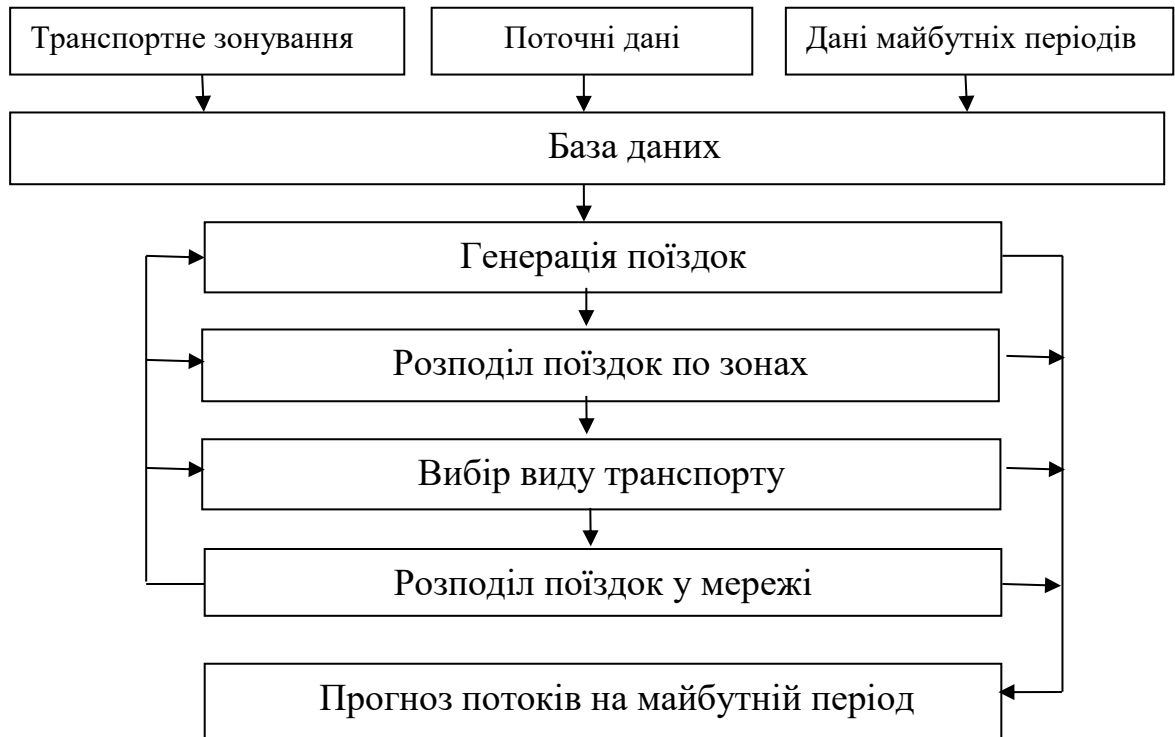 Транспортне зонування
Поточні дані
Дані майбутніх періодів
База даних
Генерація поїздок
Розподіл поїздок по зонах
Вибір виду транспорту
Розподіл поїздок у мережі
Прогноз потоків на майбутній період